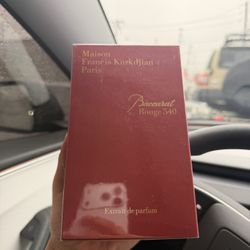 Maison
Francis Kurkdjian
Paris
Baccarat
Rouge 540
Extrait de parfum